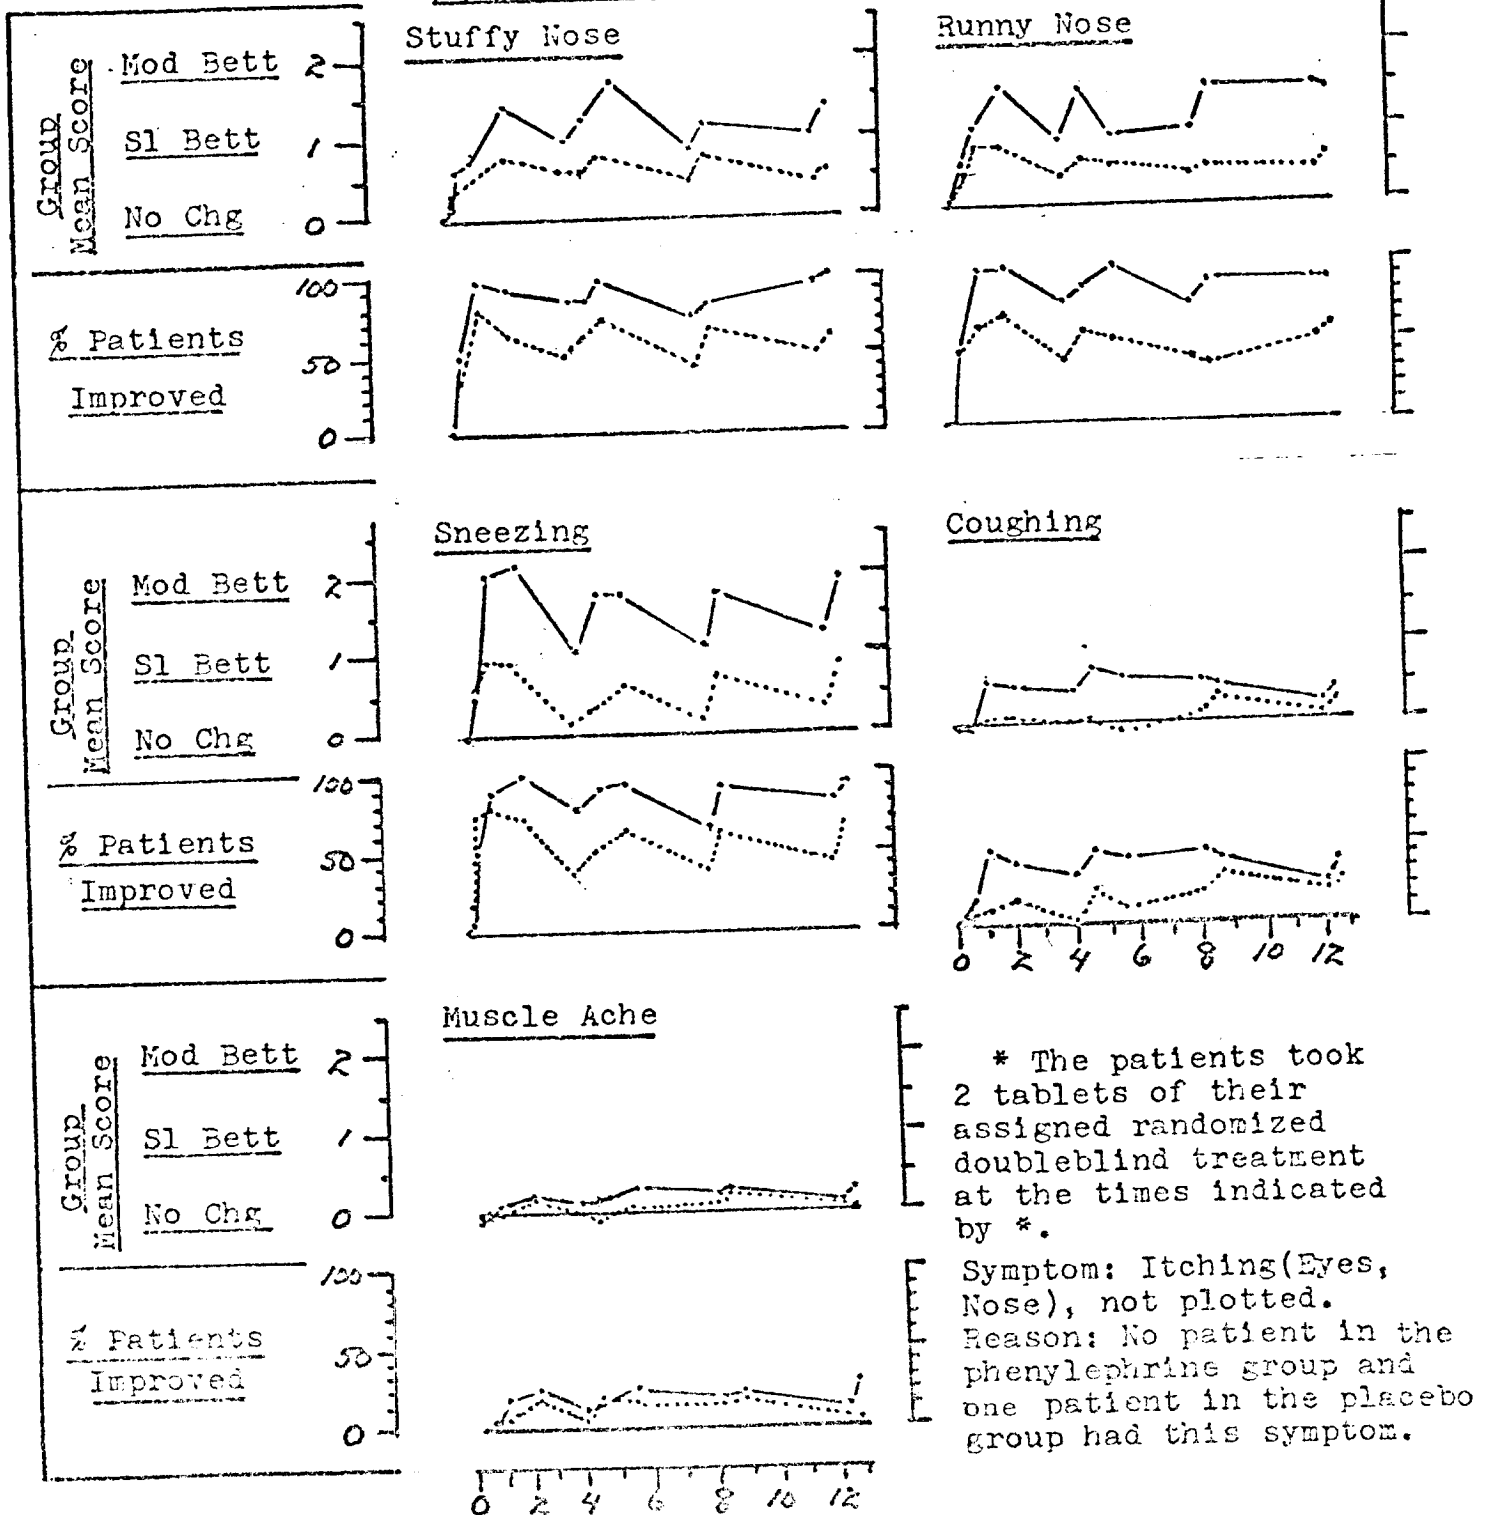 Stuffy Nose
Runny Nose
Group
Mean Score
Mod Bett 2
Sl Bett 1
No Chg 0
% Patients
Improved
100
50
0
Sneezing
Coughing
Group
Mean Score
Mod Bett 2
Sl Bett 1
No Chg 0
% Patients
Improved
100
50
0
0 2 4 6 8 10 12
Muscle Ache
Group
Mean Score
Mod Bett 2
Sl Bett 1
No Chg 0
% Patients
Improved
100
50
0
0 2 4 6 8 10 12
* The patients took
2 tablets of their
assigned randomized
doubleblind treatment
at the times indicated
by *.
Symptom: Itching(Eyes,
Nose), not plotted.
Reason: No patient in the
phenylephrine group and
one patient in the placebo
group had this symptom.